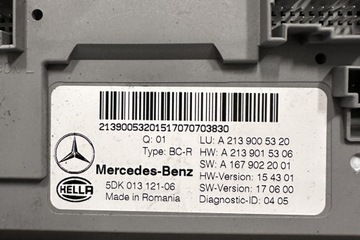 21390053201517070703830
Q: 01 LU: A 213 900 53 20
Type: BC-R HW: A 213 901 53 06
SW: A 167 902 20 01
Mercedes-Benz HW-Version: 15 43 01
HELLA 5DK 013 121-06 SW-Version: 17 06 00
Made in Romania Diagnostic-ID: 04 05